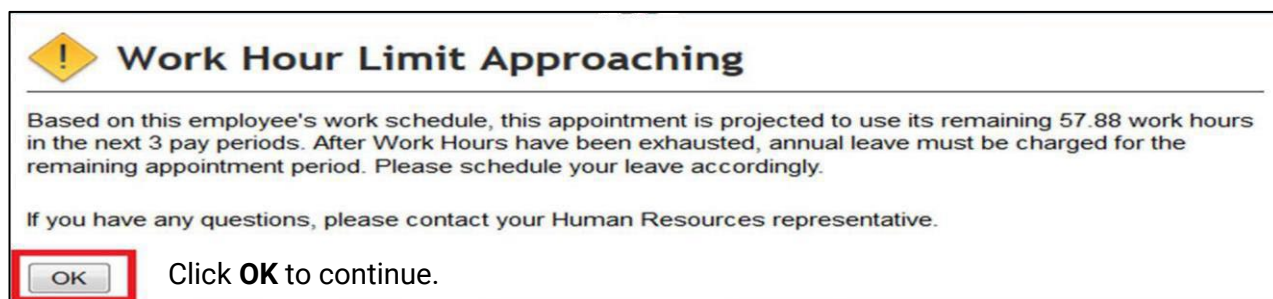 Work Hour Limit Approaching
Based on this employee's work schedule, this appointment is projected to use its remaining 57.88 work hours
in the next 3 pay periods. After Work Hours have been exhausted, annual leave must be charged for the
remaining appointment period. Please schedule your leave accordingly.
If you have any questions, please contact your Human Resources representative.
OK Click OK to continue.